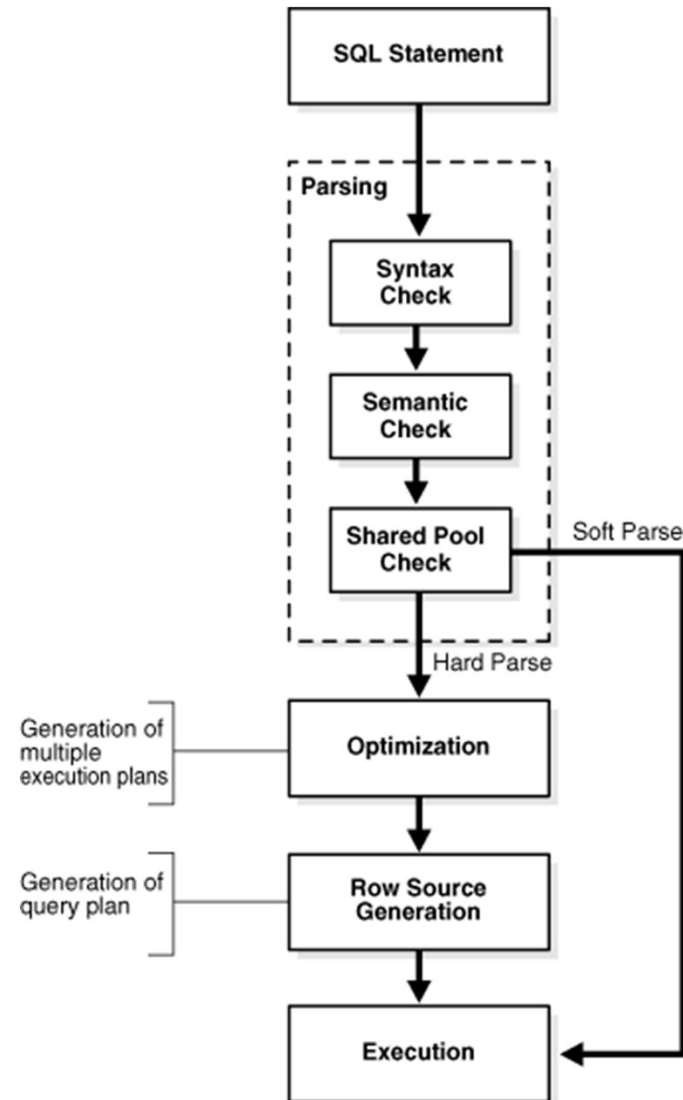 SQL Statement
Parsing
Syntax
Check
Semantic
Check
Shared Pool
Check
Soft Parse
Hard Parse
Generation of
multiple
execution plans
Optimization
Generation of
query plan
Row Source
Generation
Execution